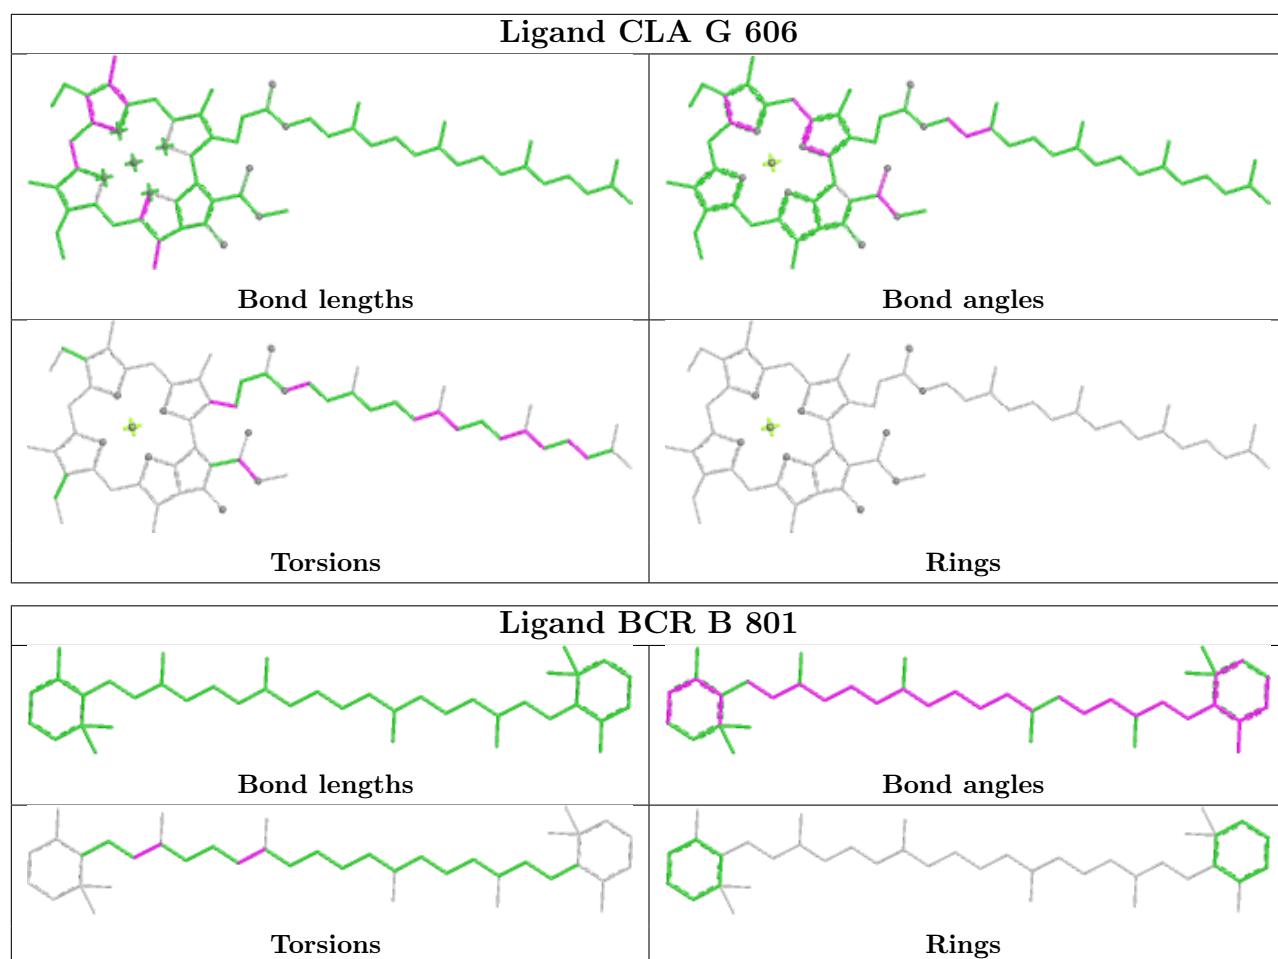 Ligand CLA G 606
Bond lengths
Bond angles
Torsions
Rings
Ligand BCR B 801
Bond lengths
Bond angles
Torsions
Rings